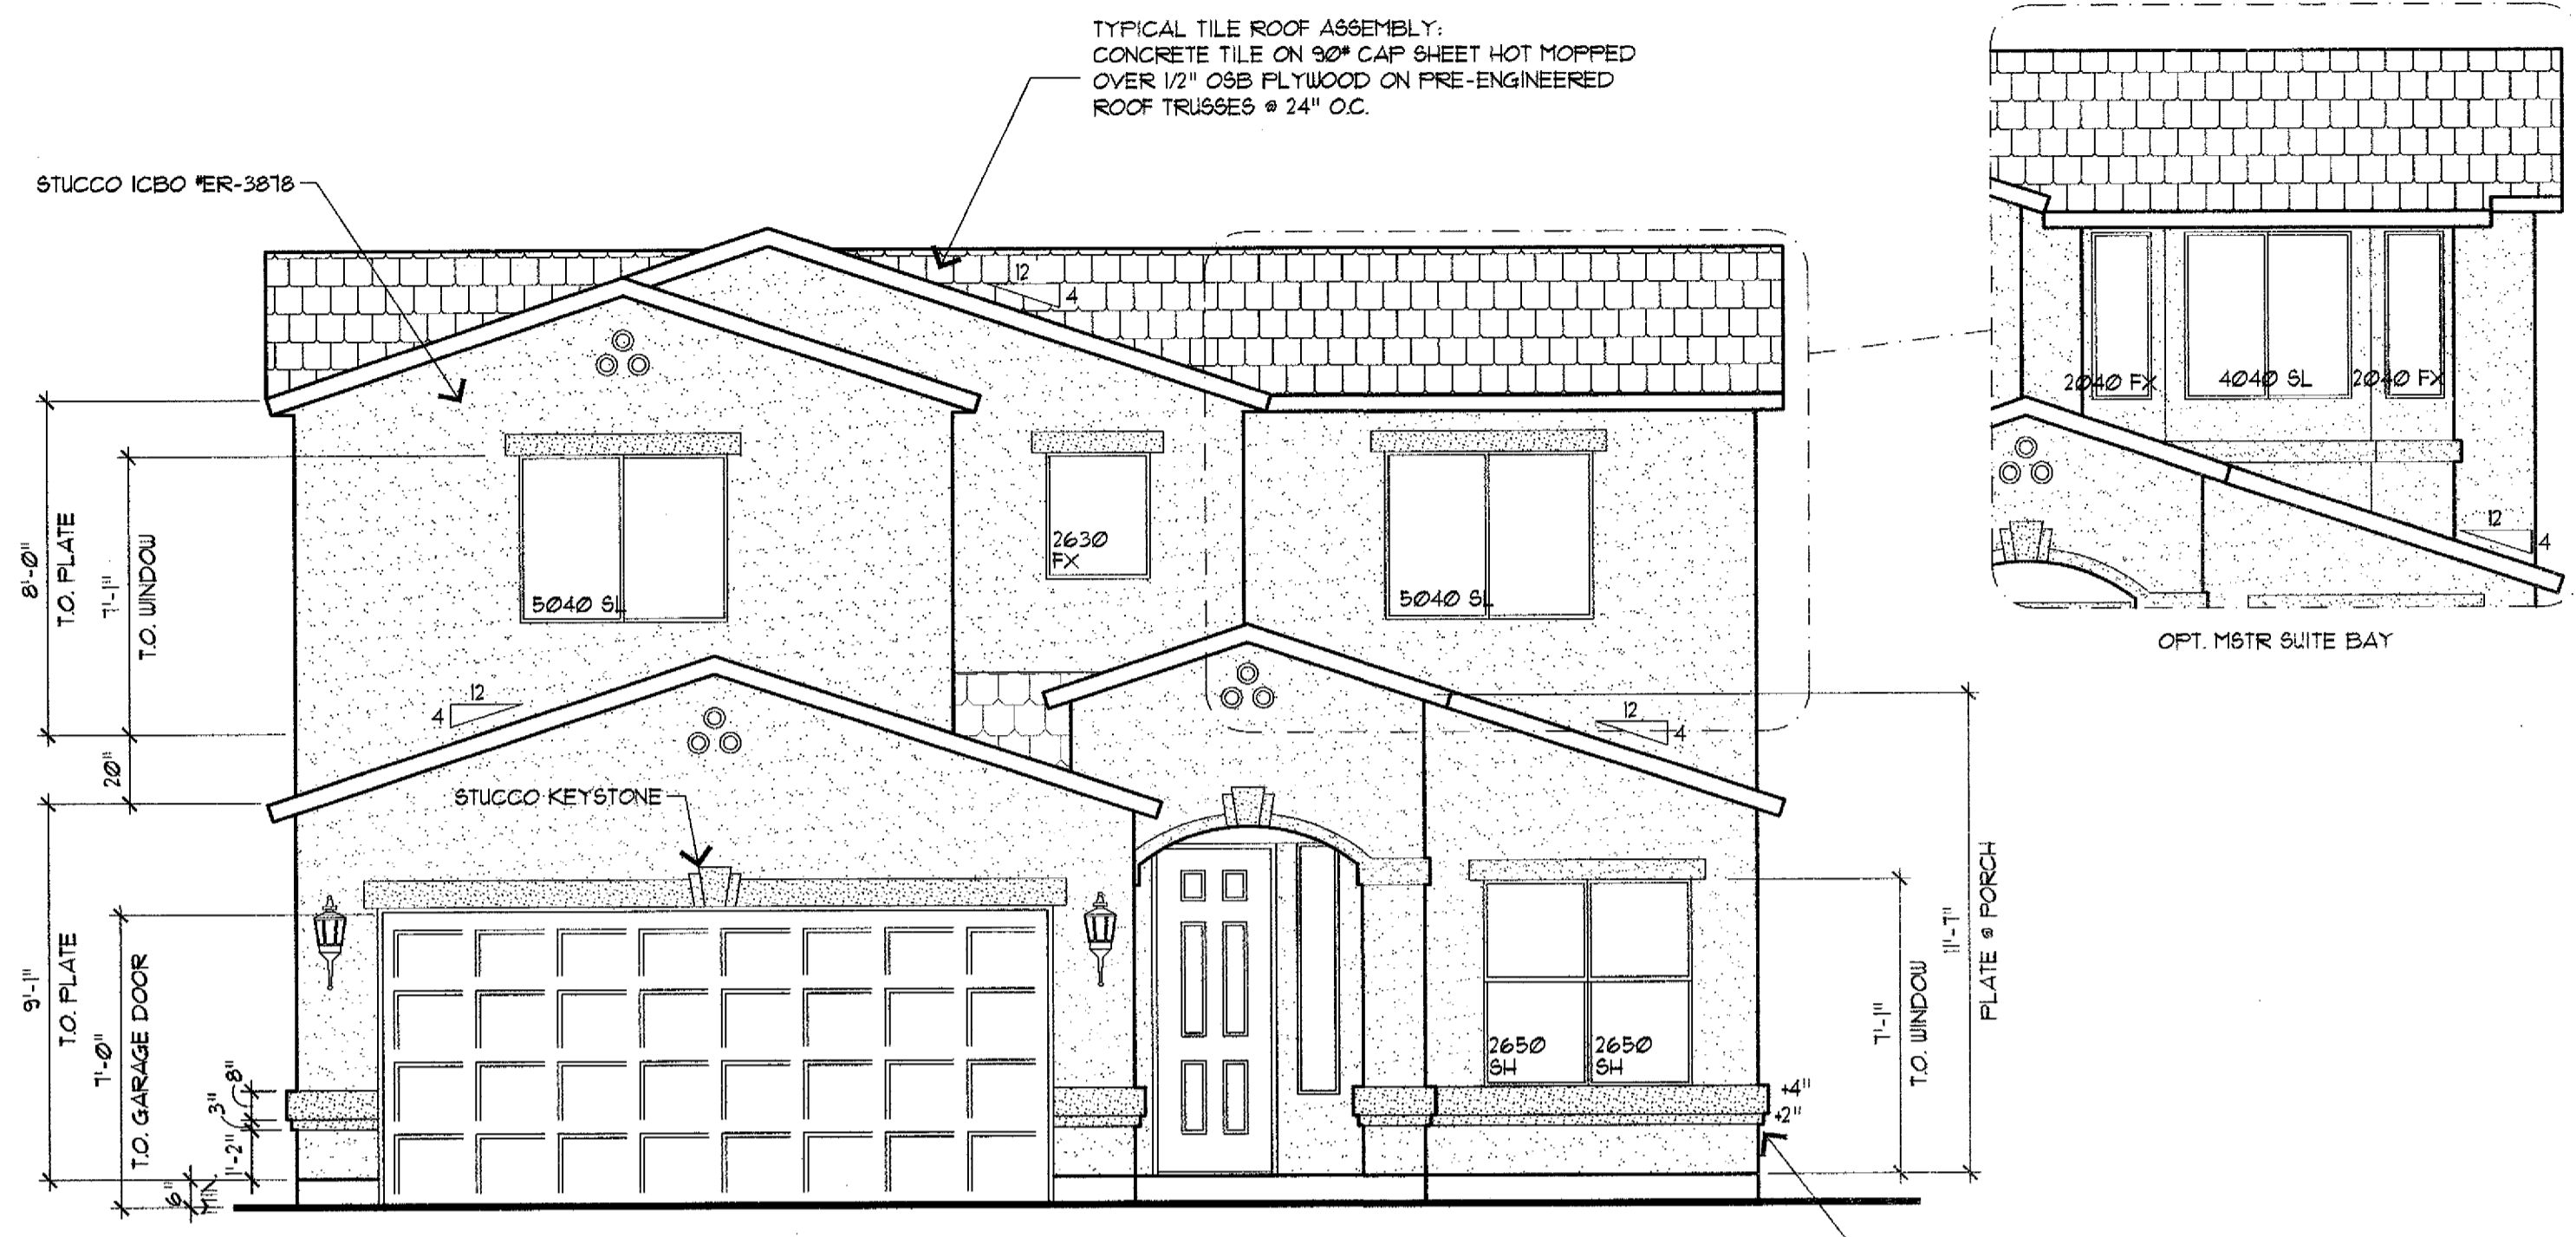 TYPICAL TILE ROOF ASSEMBLY:
CONCRETE TILE ON 90# CAP SHEET HOT MOPPED
OVER 1/2" OSB PLYWOOD ON PRE-ENGINEERED
ROOF TRUSSES @ 24" O.C.
STUCCO ICBO #ER-3878
12
4
2040 FX
4040 SL
2040 FX
12
4
OPT. MSTR SUITE BAY
8'-0"
T.O. PLATE
7'-1"
T.O. WINDOW
20"
5040 SL
2630
FX
5040 SL
12
4
12
4
STUCCO KEYSTONE
9'-1"
T.O. PLATE
7'-0"
T.O. GARAGE DOOR
8"
3"
1'-2"
6"
MIN.
2650
SH
2650
SH
+4"
+2"
7'-1"
T.O. WINDOW
11'-7"
PLATE @ PORCH